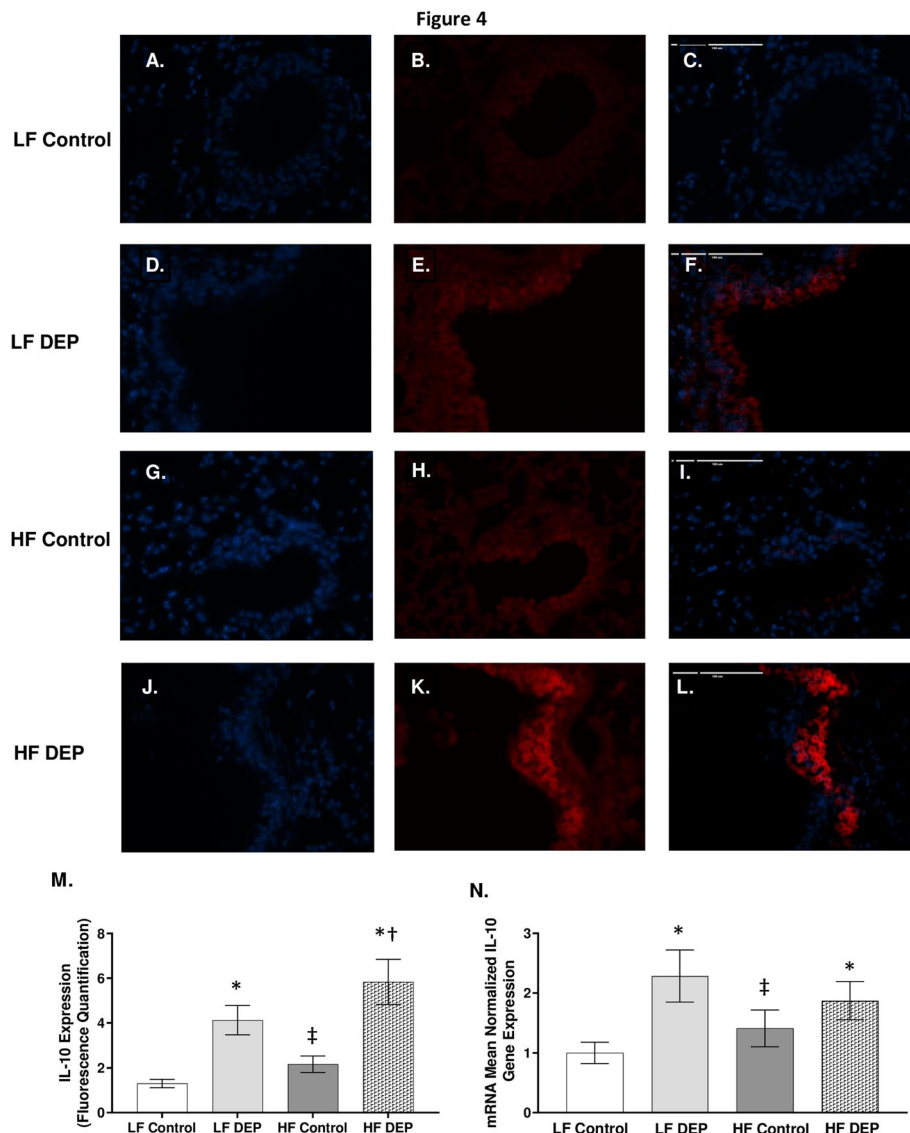 Figure 4
A.
B.
C.
LF Control
D.
E.
F.
LF DEP
G.
H.
I.
HF Control
J.
K.
L.
HF DEP
M.
N.
IL-10 Expression
(Fluorescence Quantification)
8
6
4
2
0
*
‡
*†
LF Control LF DEP HF Control HF DEP
mRNA Mean Normalized IL-10
Gene Expression
3
2
1
0
*
‡
*
LF Control LF DEP HF Control HF DEP